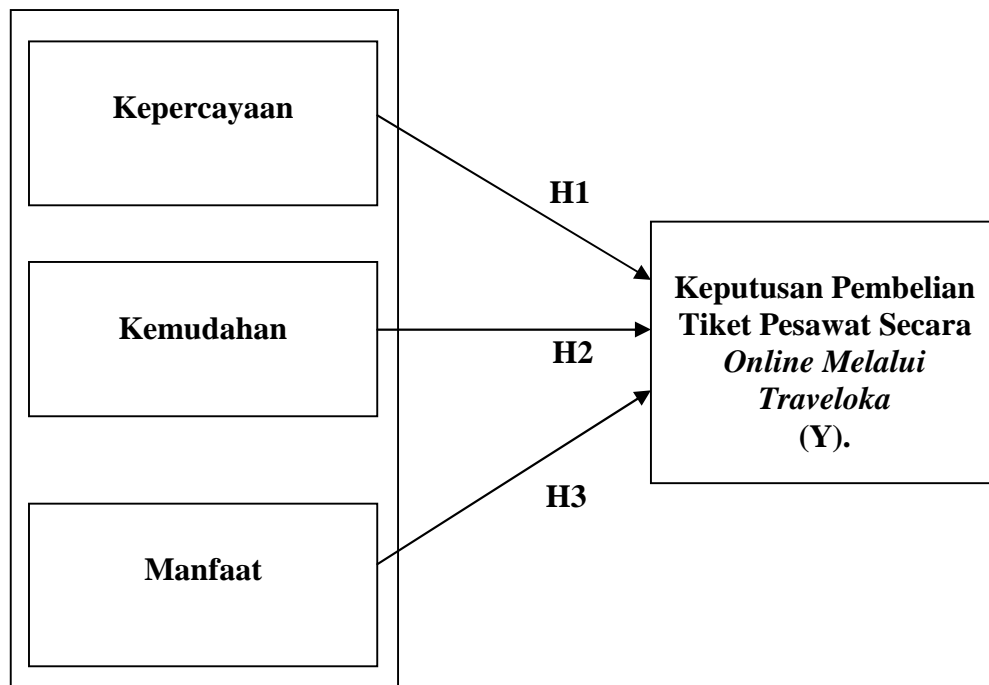 Kepercayaan
H1
Kemudahan
H2
Keputusan Pembelian
Tiket Pesawat Secara
Online Melalui
Traveloka
(Y).
H3
Manfaat